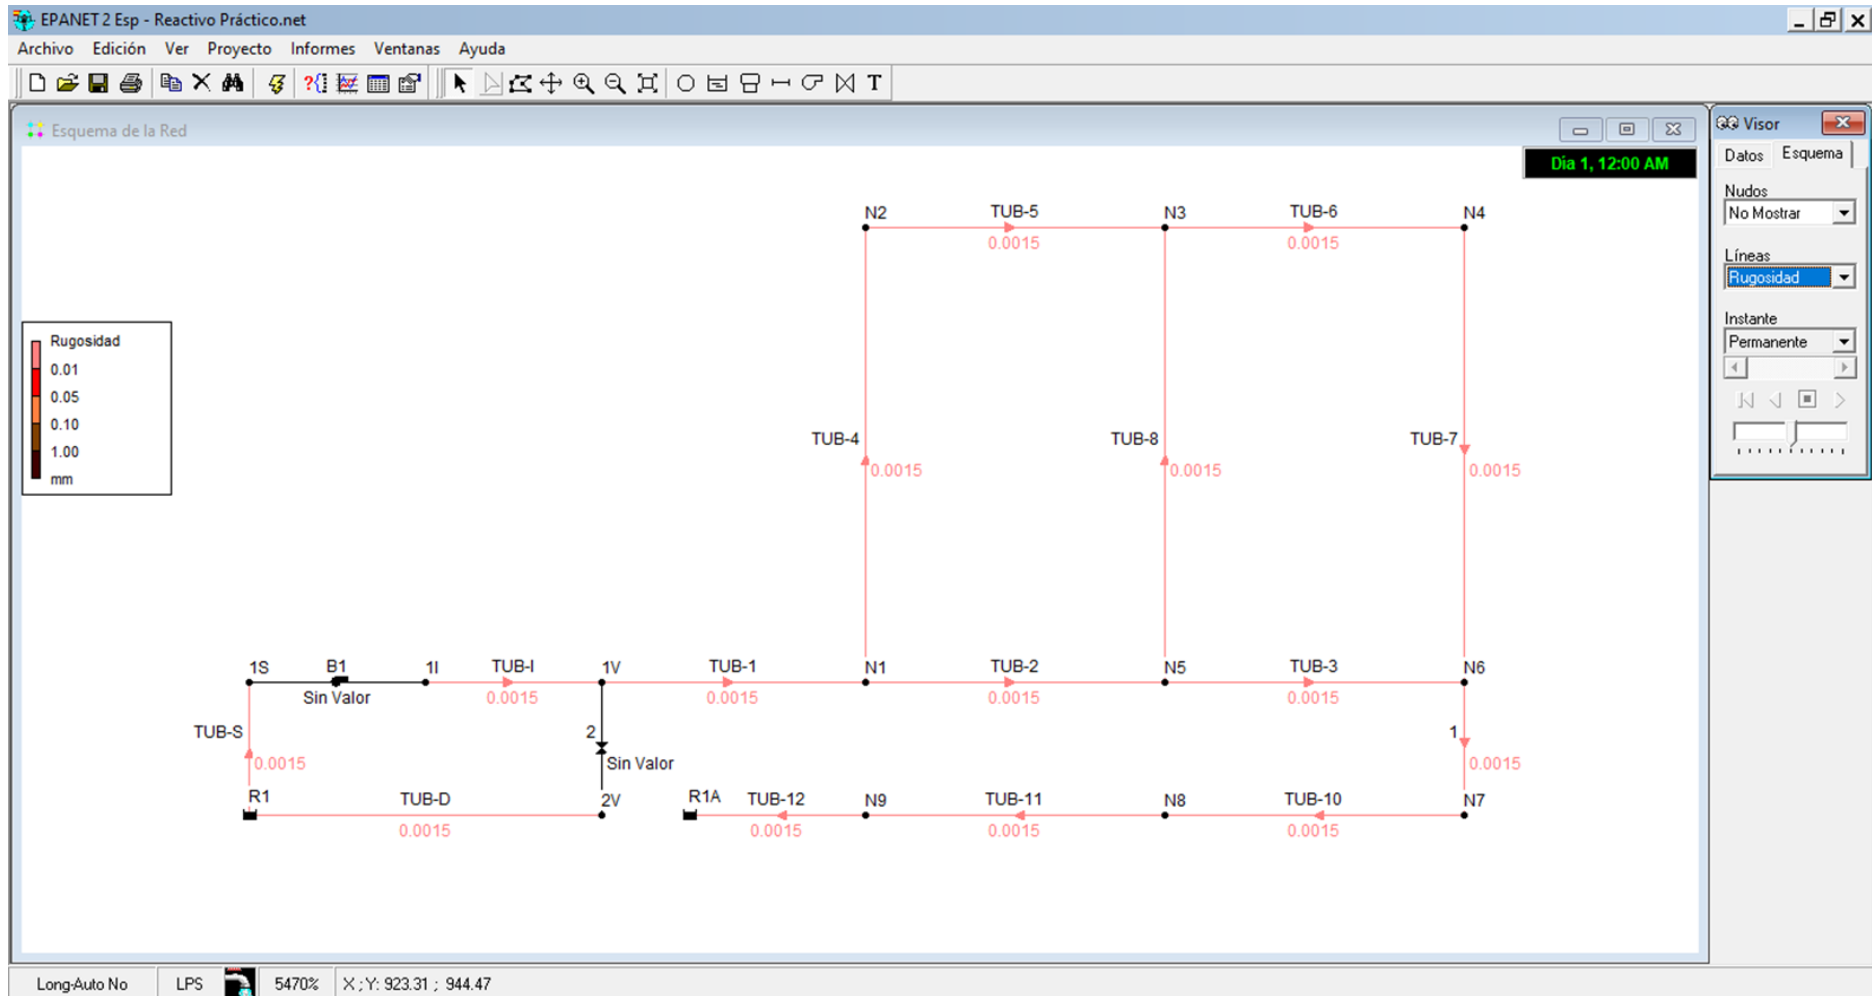 EPANET 2 Esp - Reactivo Práctico.net
Archivo Edición Ver Proyecto Informes Ventanas Ayuda
T
Esquema de la Red
Día 1, 12:00 AM
Visor
Datos Esquema
Nudos
No Mostrar
Líneas
Rugosidad
Instante
Permanente
Rugosidad
0.01
0.05
0.10
1.00
mm
N2 TUB-5 N3 TUB-6 N4
0.0015 0.0015
TUB-4 TUB-8 TUB-7
0.0015 0.0015 0.0015
1S B1 1I TUB-I 1V TUB-1 N1 TUB-2 N5 TUB-3 N6
Sin Valor 0.0015 0.0015 0.0015 0.0015
TUB-S 2 1
0.0015 Sin Valor 0.0015
R1 TUB-D 2V R1A TUB-12 N9 TUB-11 N8 TUB-10 N7
0.0015 0.0015 0.0015 0.0015
Long-Auto No LPS 5470% X ; Y: 923.31 ; 944.47